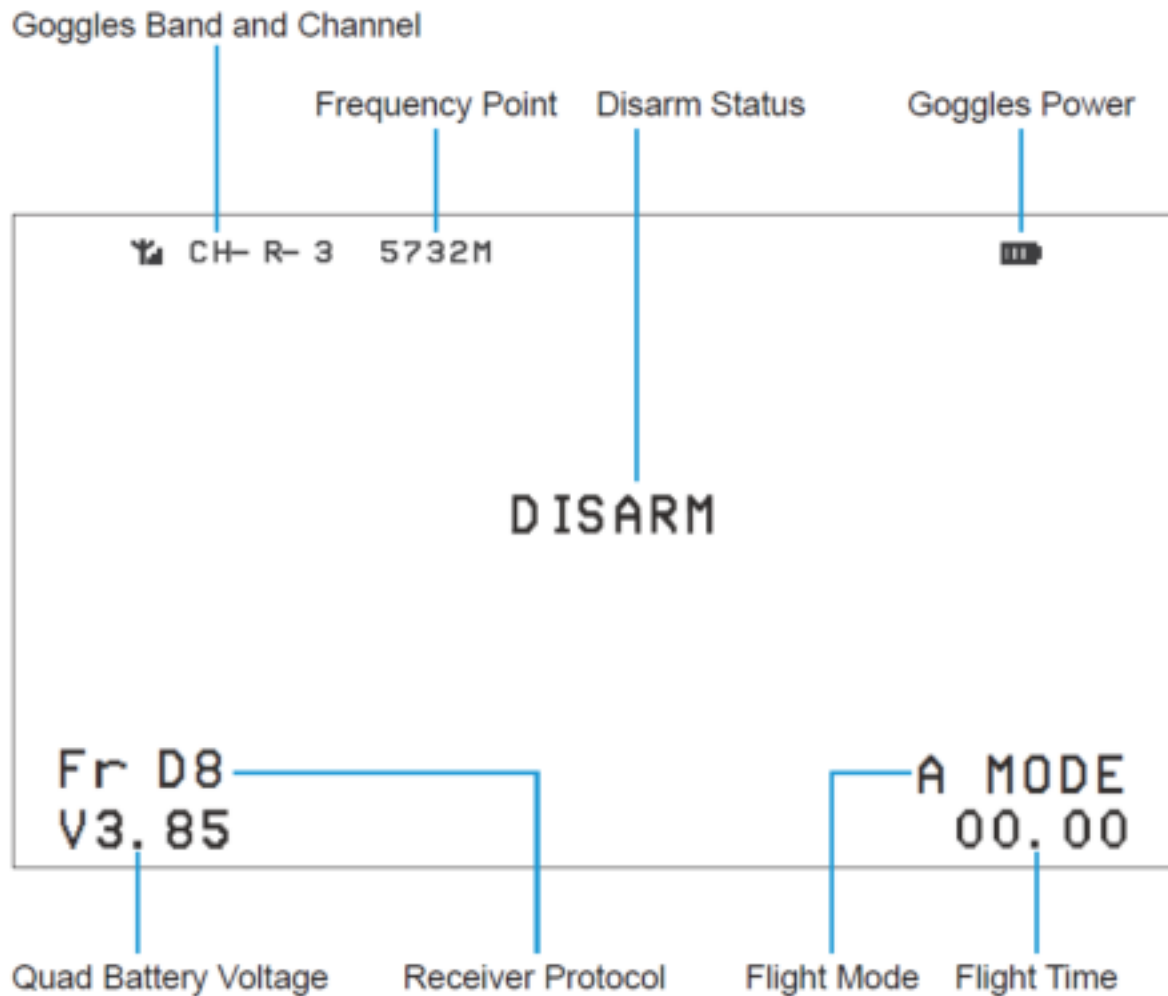 Goggles Band and Channel
Frequency Point Disarm Status Goggles Power
CH- R- 3 5732M
DISARM
Fr D8 A MODE
V3.85 00.00
Quad Battery Voltage Receiver Protocol Flight Mode Flight Time